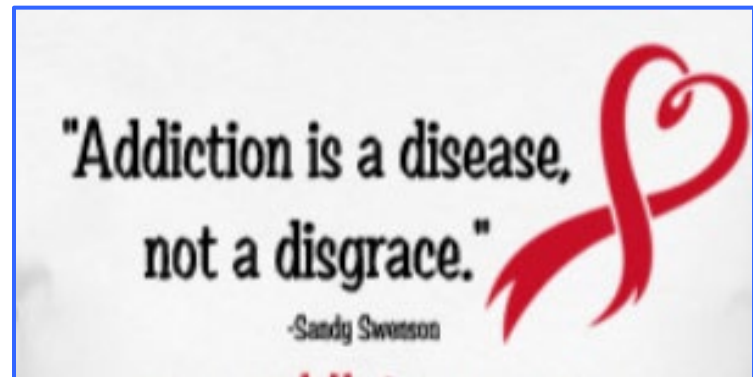 "Addiction is a disease,
not a disgrace."
-Sandy Swenson